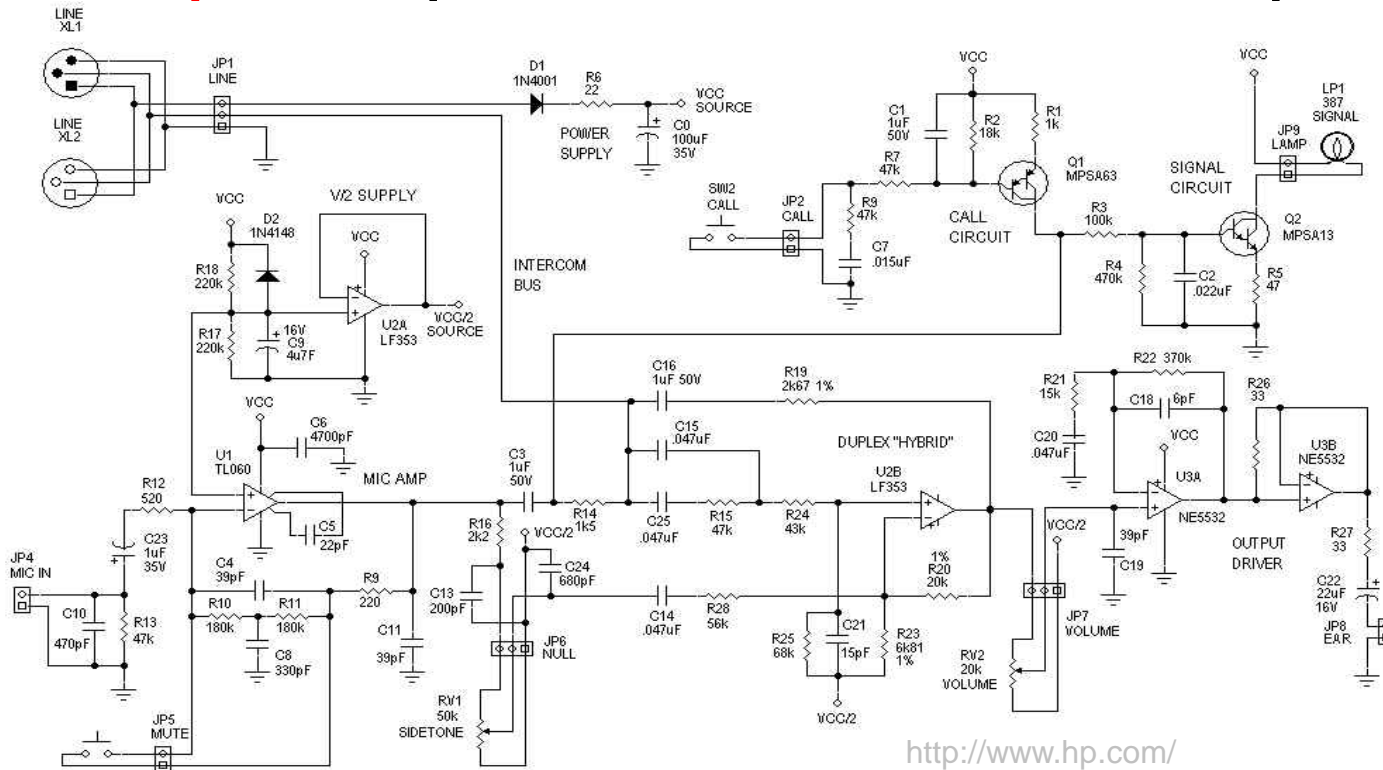 LINE
XL1
LINE
XL2
JP1
LINE
D1
1N4001
R6
22
VCC
SOURCE
POWER
SUPPLY
C0
100uF
35V
VCC
C1
1uF
50V
R2
18k
R1
1k
R7
47k
Q1
MPSA63
SW2
CALL
JP2
CALL
R9
47k
C7
.015uF
CALL
CIRCUIT
R3
100k
R4
470k
C2
.022uF
SIGNAL
CIRCUIT
VCC
JP9
LAMP
LP1
387
SIGNAL
Q2
MPSA13
R5
47
V/2 SUPPLY
VCC
D2
1N4148
VCC
R18
220k
R17
220k
16V
C9
4u7F
U2A
LF353
VCC/2
SOURCE
INTERCOM
BUS
VCC
C6
4700pF
U1
TL060
MIC AMP
R12
520
C5
22pF
C23
1uF
35V
JP4
MIC IN
C10
470pF
R13
47k
C4
39pF
R10
180k
R11
180k
R9
220
C8
330pF
C11
39pF
JP5
MUTE
C3
1uF
50V
R16
2k2
VCC/2
C13
200pF
C24
680pF
JP6
NULL
RV1
50k
SIDETONE
C16
1uF 50V
R19
2k67 1%
C15
.047uF
R14
1k5
C25
.047uF
R15
47k
R24
43k
C14
.047uF
R28
56k
DUPLEX "HYBRID"
U2B
LF353
1%
R20
20k
R25
68k
C21
15pF
R23
6k81
1%
VCC/2
R22 370k
R21
15k
C18
6pF
C20
.047uF
VCC
U3A
NE5532
VCC/2
39pF
C19
JP7
VOLUME
RV2
20k
VOLUME
R26
33
U3B
NE5532
OUTPUT
DRIVER
R27
33
C22
22uF
16V
JP8
EAR
http://www.hp.com/